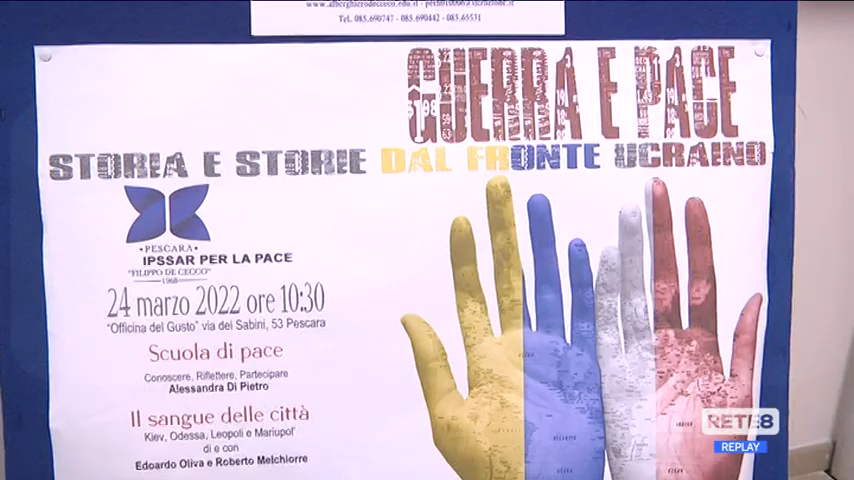 Tel. 085.690747 - 085.690442 - 085.65531
GUERRA E PACE
STORIA E STORIE DAL FRONTE UCRAINO
• PESCARA •
IPSSAR PER LA PACE
"FILIPPO DE CECCO"
1968
24 marzo 2022 ore 10:30
"Officina del Gusto" via dei Sabini, 53 Pescara
Scuola di pace
Conoscere, Riflettere, Partecipare
Alessandra Di Pietro
Il sangue delle città
Kiev, Odessa, Leopoli e Mariupol'
di e con
Edoardo Oliva e Roberto Melchiorre
RETE8
REPLAY